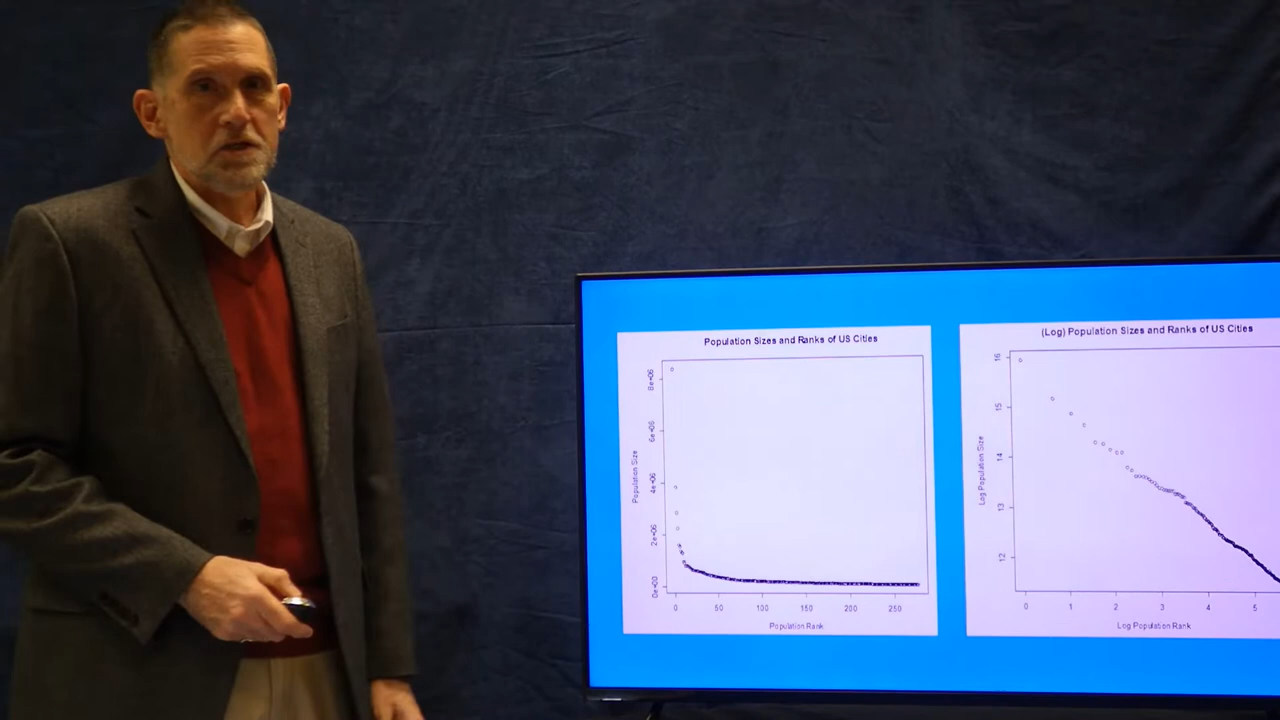 Population Sizes and Ranks of US Cities
8e+06
6e+06
4e+06
2e+06
0e+00
Population Size
0 50 100 150 200 250
Population Rank
(Log) Population Sizes and Ranks of US Cities
16
15
14
13
12
Log Population Size
0 1 2 3 4 5
Log Population Rank